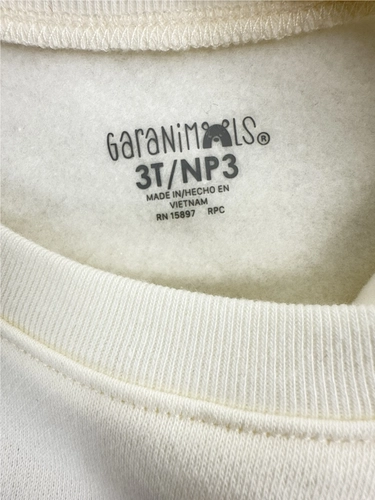 Garanimals®
3T/NP3
MADE IN/HECHO EN
VIETNAM
RN 15897 RPC